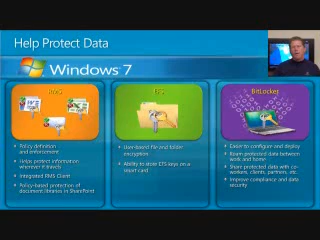 Help Protect Data
Windows 7
RMS
Policy definition
and enforcement
Helps protect information
wherever it travels
Integrated RMS Client
Policy-based protection of
document libraries in SharePoint
EFS
User-based file and folder
encryption
Ability to store EFS keys on a
smart card
BitLocker
Easier to configure and deploy
Roam protected data between
work and home
Share protected data with co-
workers, clients, partners, etc.
Improve compliance and data
security